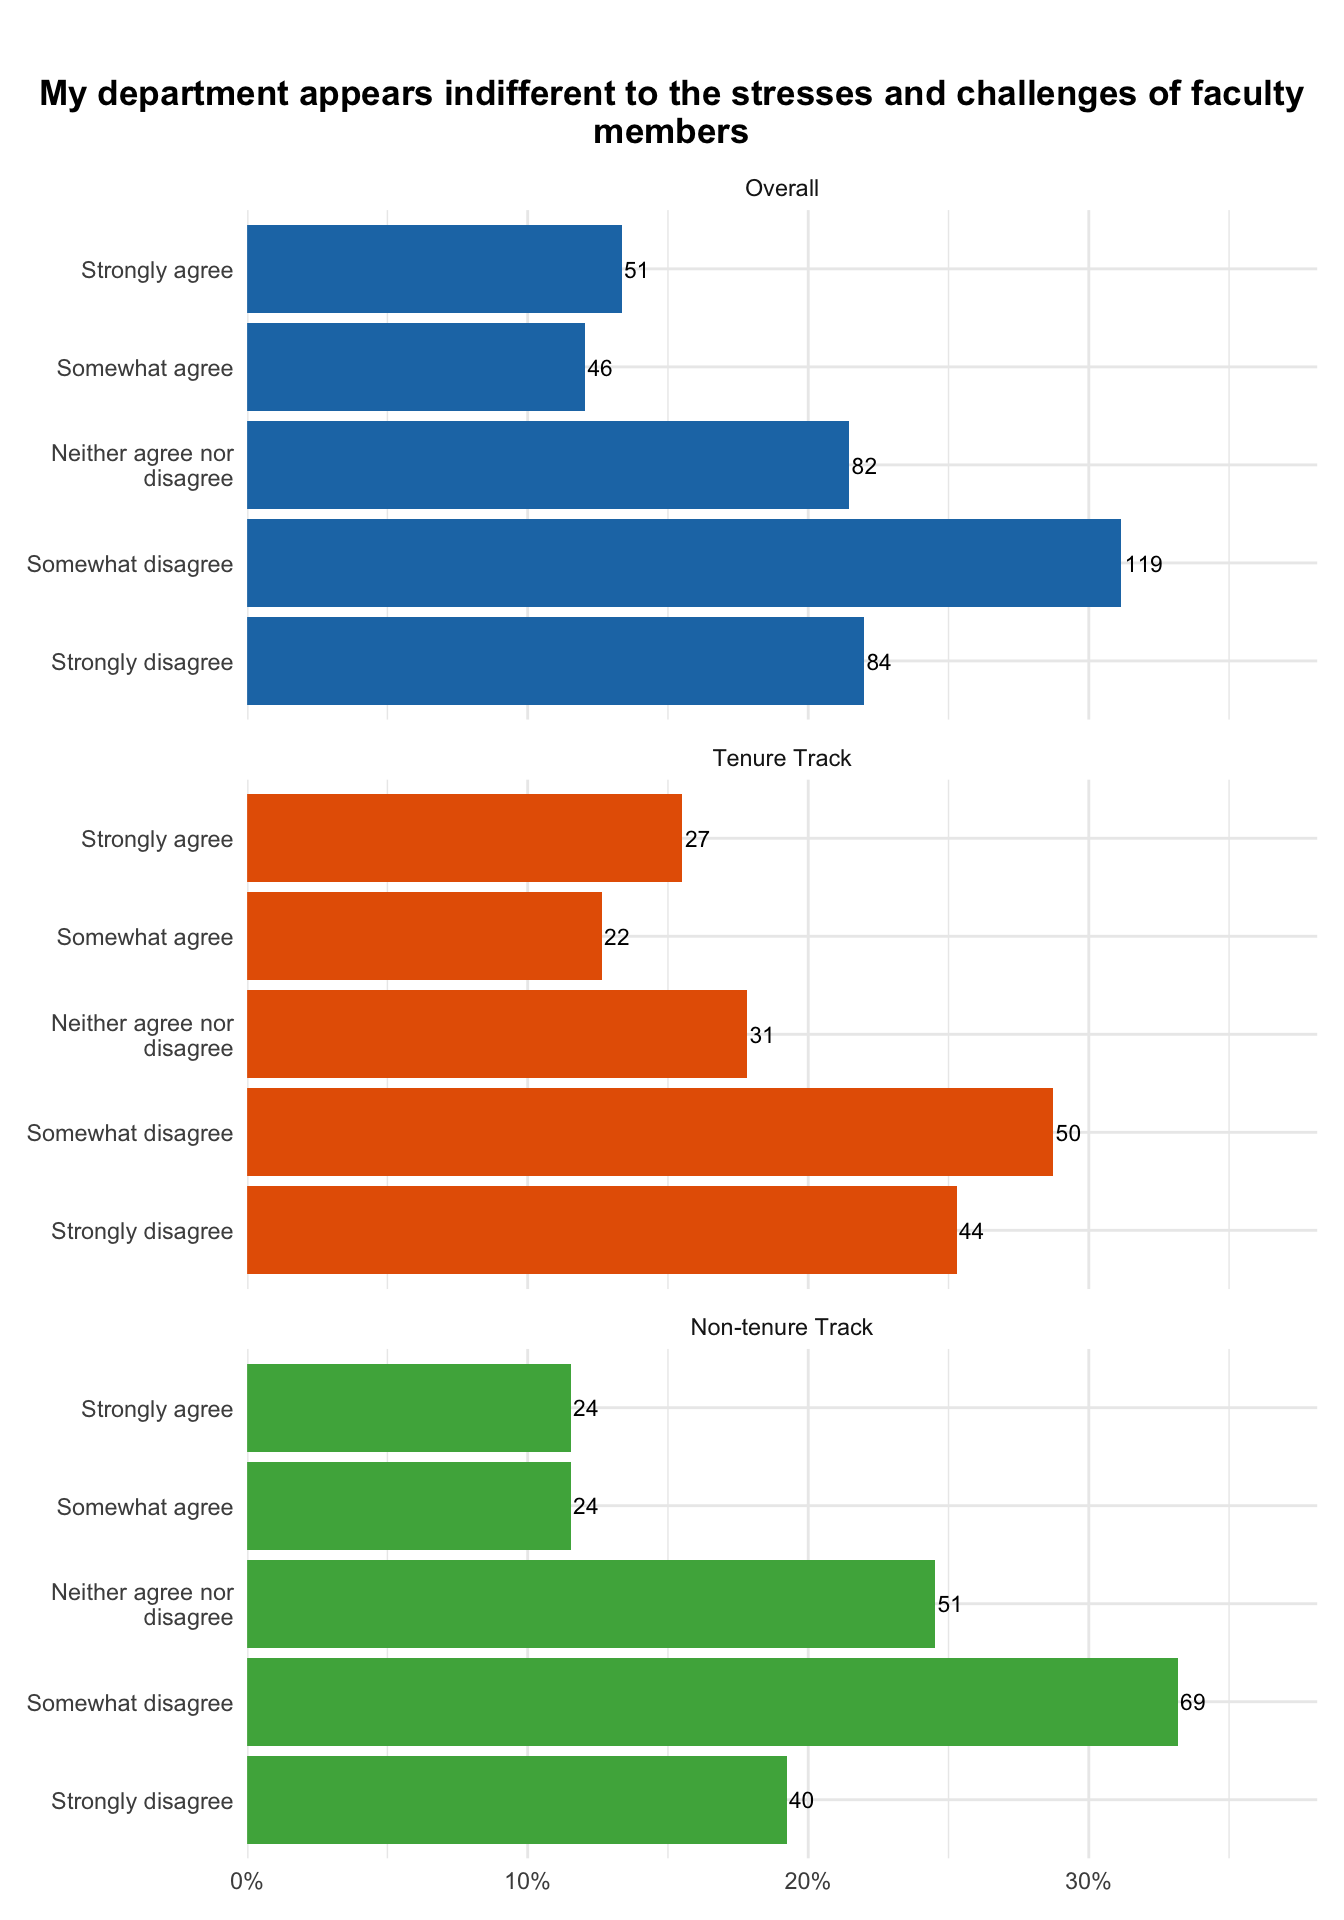 My department appears indifferent to the stresses and challenges of faculty
members
Overall
Strongly agree
51
Somewhat agree
46
Neither agree nor
disagree
82
Somewhat disagree
119
Strongly disagree
84
Tenure Track
Strongly agree
27
Somewhat agree
22
Neither agree nor
disagree
31
Somewhat disagree
50
Strongly disagree
44
Non-tenure Track
Strongly agree
24
Somewhat agree
24
Neither agree nor
disagree
51
Somewhat disagree
69
Strongly disagree
40
0% 10% 20% 30%